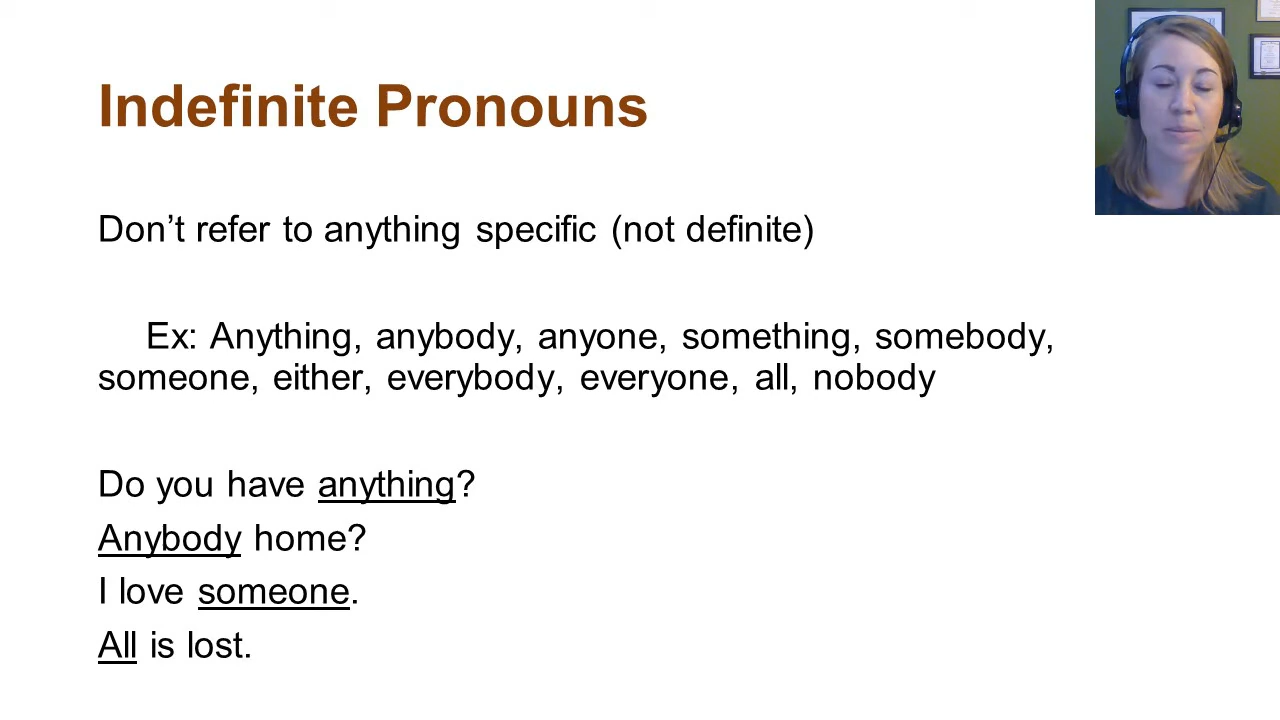 Indefinite Pronouns
Don’t refer to anything specific (not definite)
Ex: Anything, anybody, anyone, something, somebody,
someone, either, everybody, everyone, all, nobody
Do you have anything?
Anybody home?
I love someone.
All is lost.